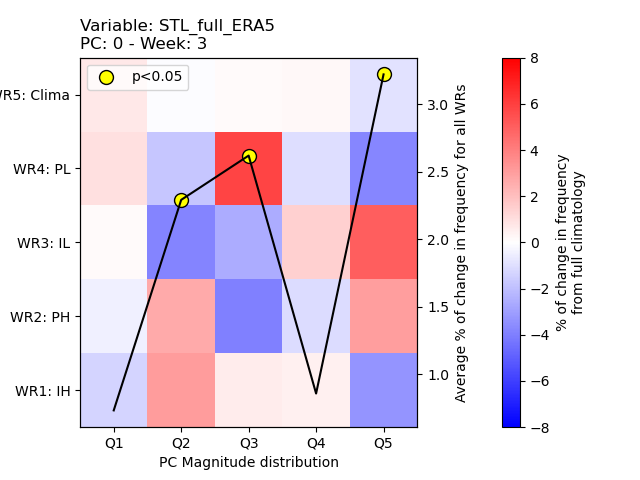 Variable: STL_full_ERA5
PC: 0 - Week: 3
p<0.05
WR5: Clima
WR4: PL
WR3: IL
WR2: PH
WR1: IH
Q1 Q2 Q3 Q4 Q5
PC Magnitude distribution
3.0
2.5
2.0
1.5
1.0
Average % of change in frequency for all WRs
8
6
4
2
0
−2
−4
−6
−8
% of change in frequency
from full climatology